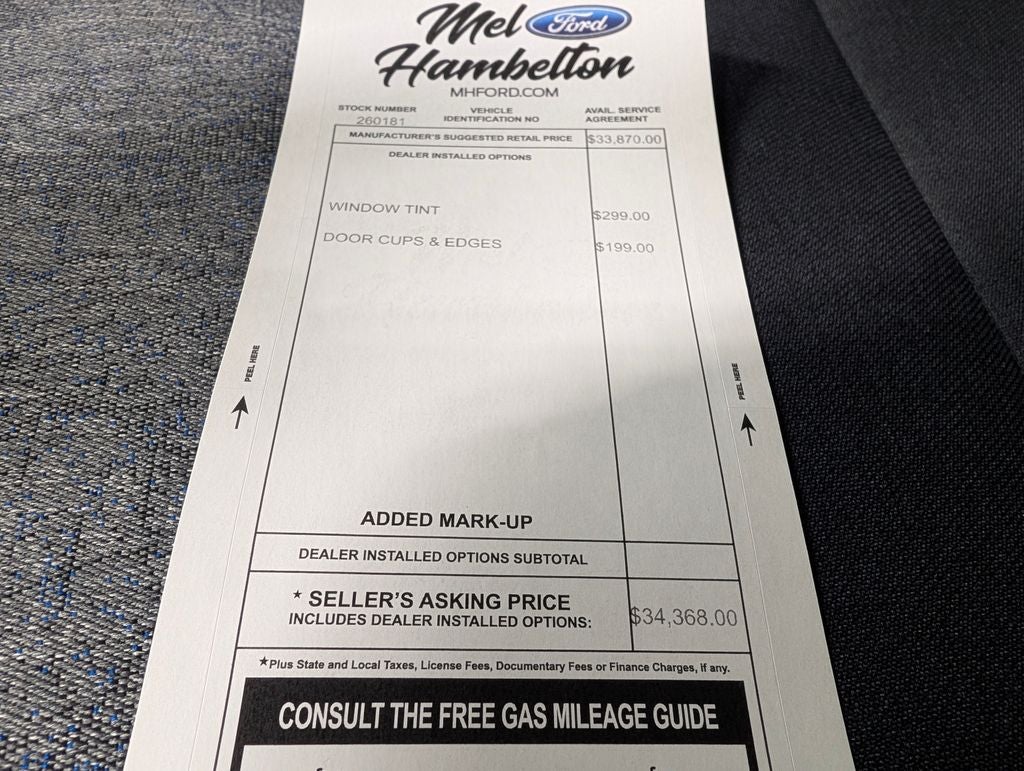 Mel Ford
Hambelton
MHFORD.COM
STOCK NUMBER VEHICLE IDENTIFICATION NO AVAIL. SERVICE AGREEMENT
260181
MANUFACTURER'S SUGGESTED RETAIL PRICE $33,870.00
DEALER INSTALLED OPTIONS
WINDOW TINT $299.00
DOOR CUPS & EDGES $199.00
PEEL HERE PEEL HERE
ADDED MARK-UP
DEALER INSTALLED OPTIONS SUBTOTAL
* SELLER'S ASKING PRICE
INCLUDES DEALER INSTALLED OPTIONS: $34,368.00
*Plus State and Local Taxes, License Fees, Documentary Fees or Finance Charges, if any.
CONSULT THE FREE GAS MILEAGE GUIDE